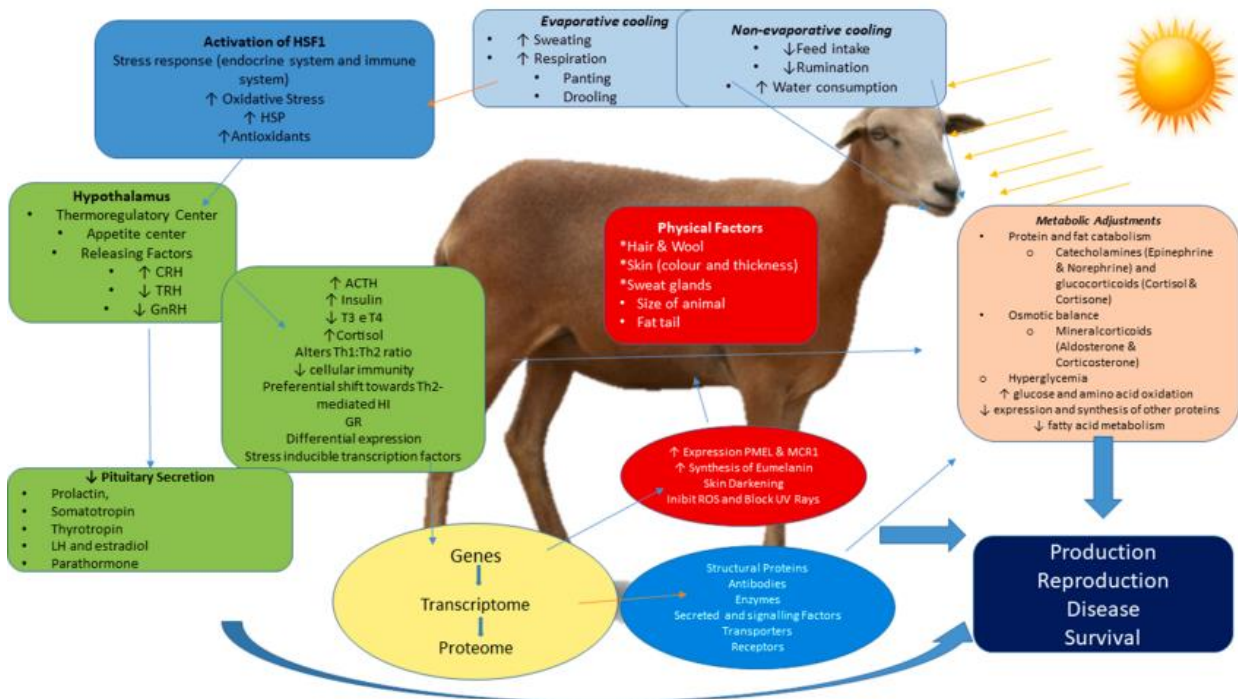 Evaporative cooling
• ↑ Sweating
• ↑ Respiration
• Panting
• Drooling
Non-evaporative cooling
• ↓Feed intake
• ↓Rumination
• ↑ Water consumption
Activation of HSF1
Stress response (endocrine system and immune
system)
↑ Oxidative Stress
↑ HSP
↑Antioxidants
Hypothalamus
• Thermoregulatory Center
• Appetite center
• Releasing Factors
• ↑ CRH
• ↓ TRH
• ↓ GnRH
↑ ACTH
↑ Insulin
↓ T3 e T4
↑Cortisol
Alters Th1:Th2 ratio
↓ cellular immunity
Preferential shift towards Th2-
mediated HI
GR
Differential expression
Stress inducible transcription factors
↓ Pituitary Secretion
• Prolactin,
• Somatotropin
• Thyrotropin
• LH and estradiol
• Parathormone
Physical Factors
*Hair & Wool
*Skin (colour and thickness)
*Sweat glands
• Size of animal
• Fat tail
Metabolic Adjustments
• Protein and fat catabolism
o Catecholamines (Epinephrine
& Norephrine) and
glucocorticoids (Cortisol &
Cortisone)
• Osmotic balance
o Mineralcorticoids
(Aldosterone &
Corticosterone)
o Hyperglycemia
↑ glucose and amino acid oxidation
↓ expression and synthesis of other proteins
↓ fatty acid metabolism
↑ Expression PMEL & MCR1
↑ Synthesis of Eumelanin
Skin Darkening
Inibit ROS and Block UV Rays
Genes
Transcriptome
Proteome
Structural Proteins
Antibodies
Enzymes
Secreted and signalling Factors
Transporters
Receptors
Production
Reproduction
Disease
Survival